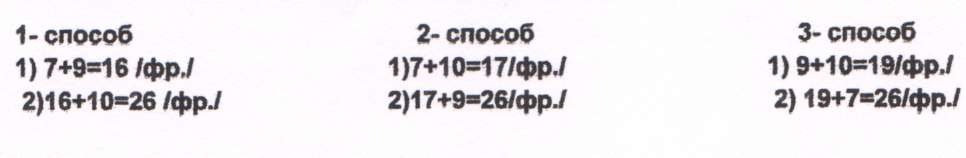 1- способ
1) 7+9=16 /фр./
2)16+10=26 /фр./
2- способ
1)7+10=17/фр./
2)17+9=26/фр./
3- способ
1) 9+10=19/фр./
2) 19+7=26/фр./